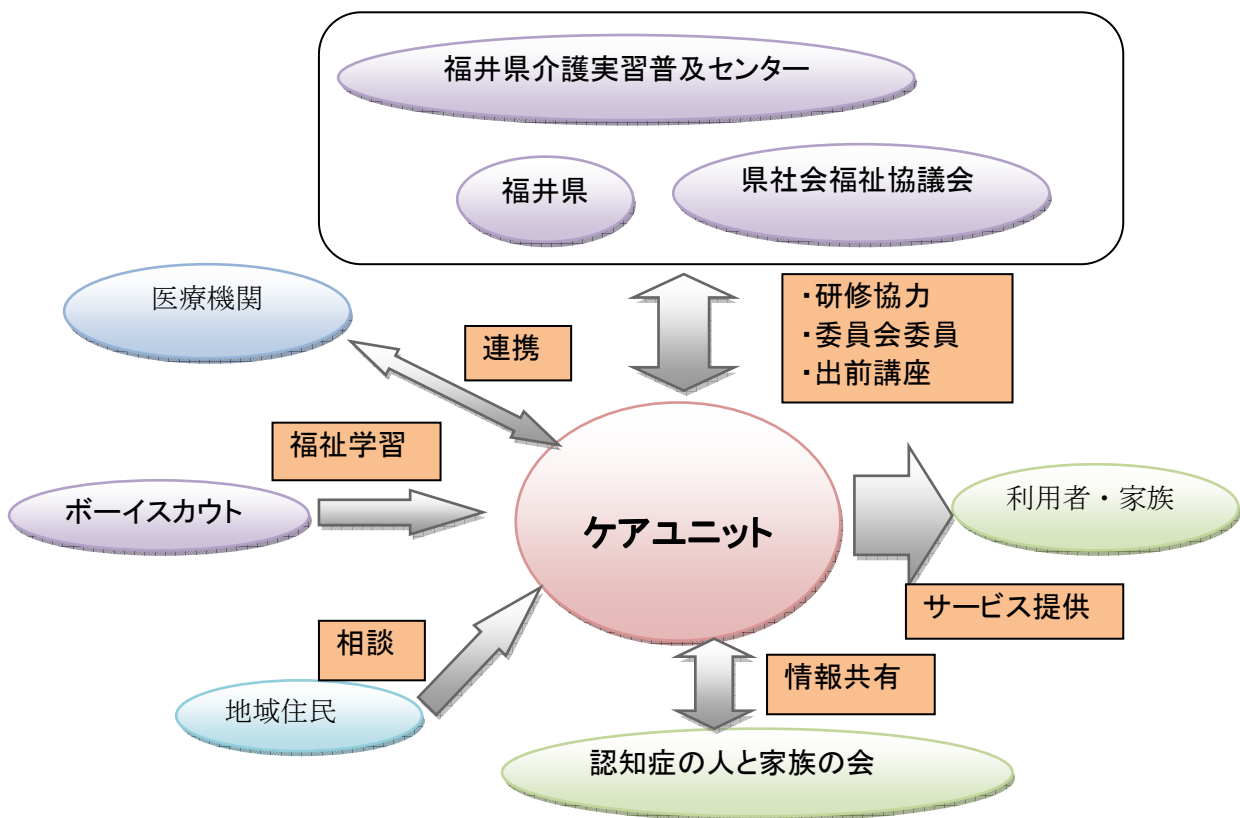 福井県介護実習普及センター
福井県
県社会福祉協議会
医療機関
連携
・研修協力
・委員会委員
・出前講座
福祉学習
ボーイスカウト
ケアユニット
利用者・家族
サービス提供
相談
地域住民
情報共有
認知症の人と家族の会